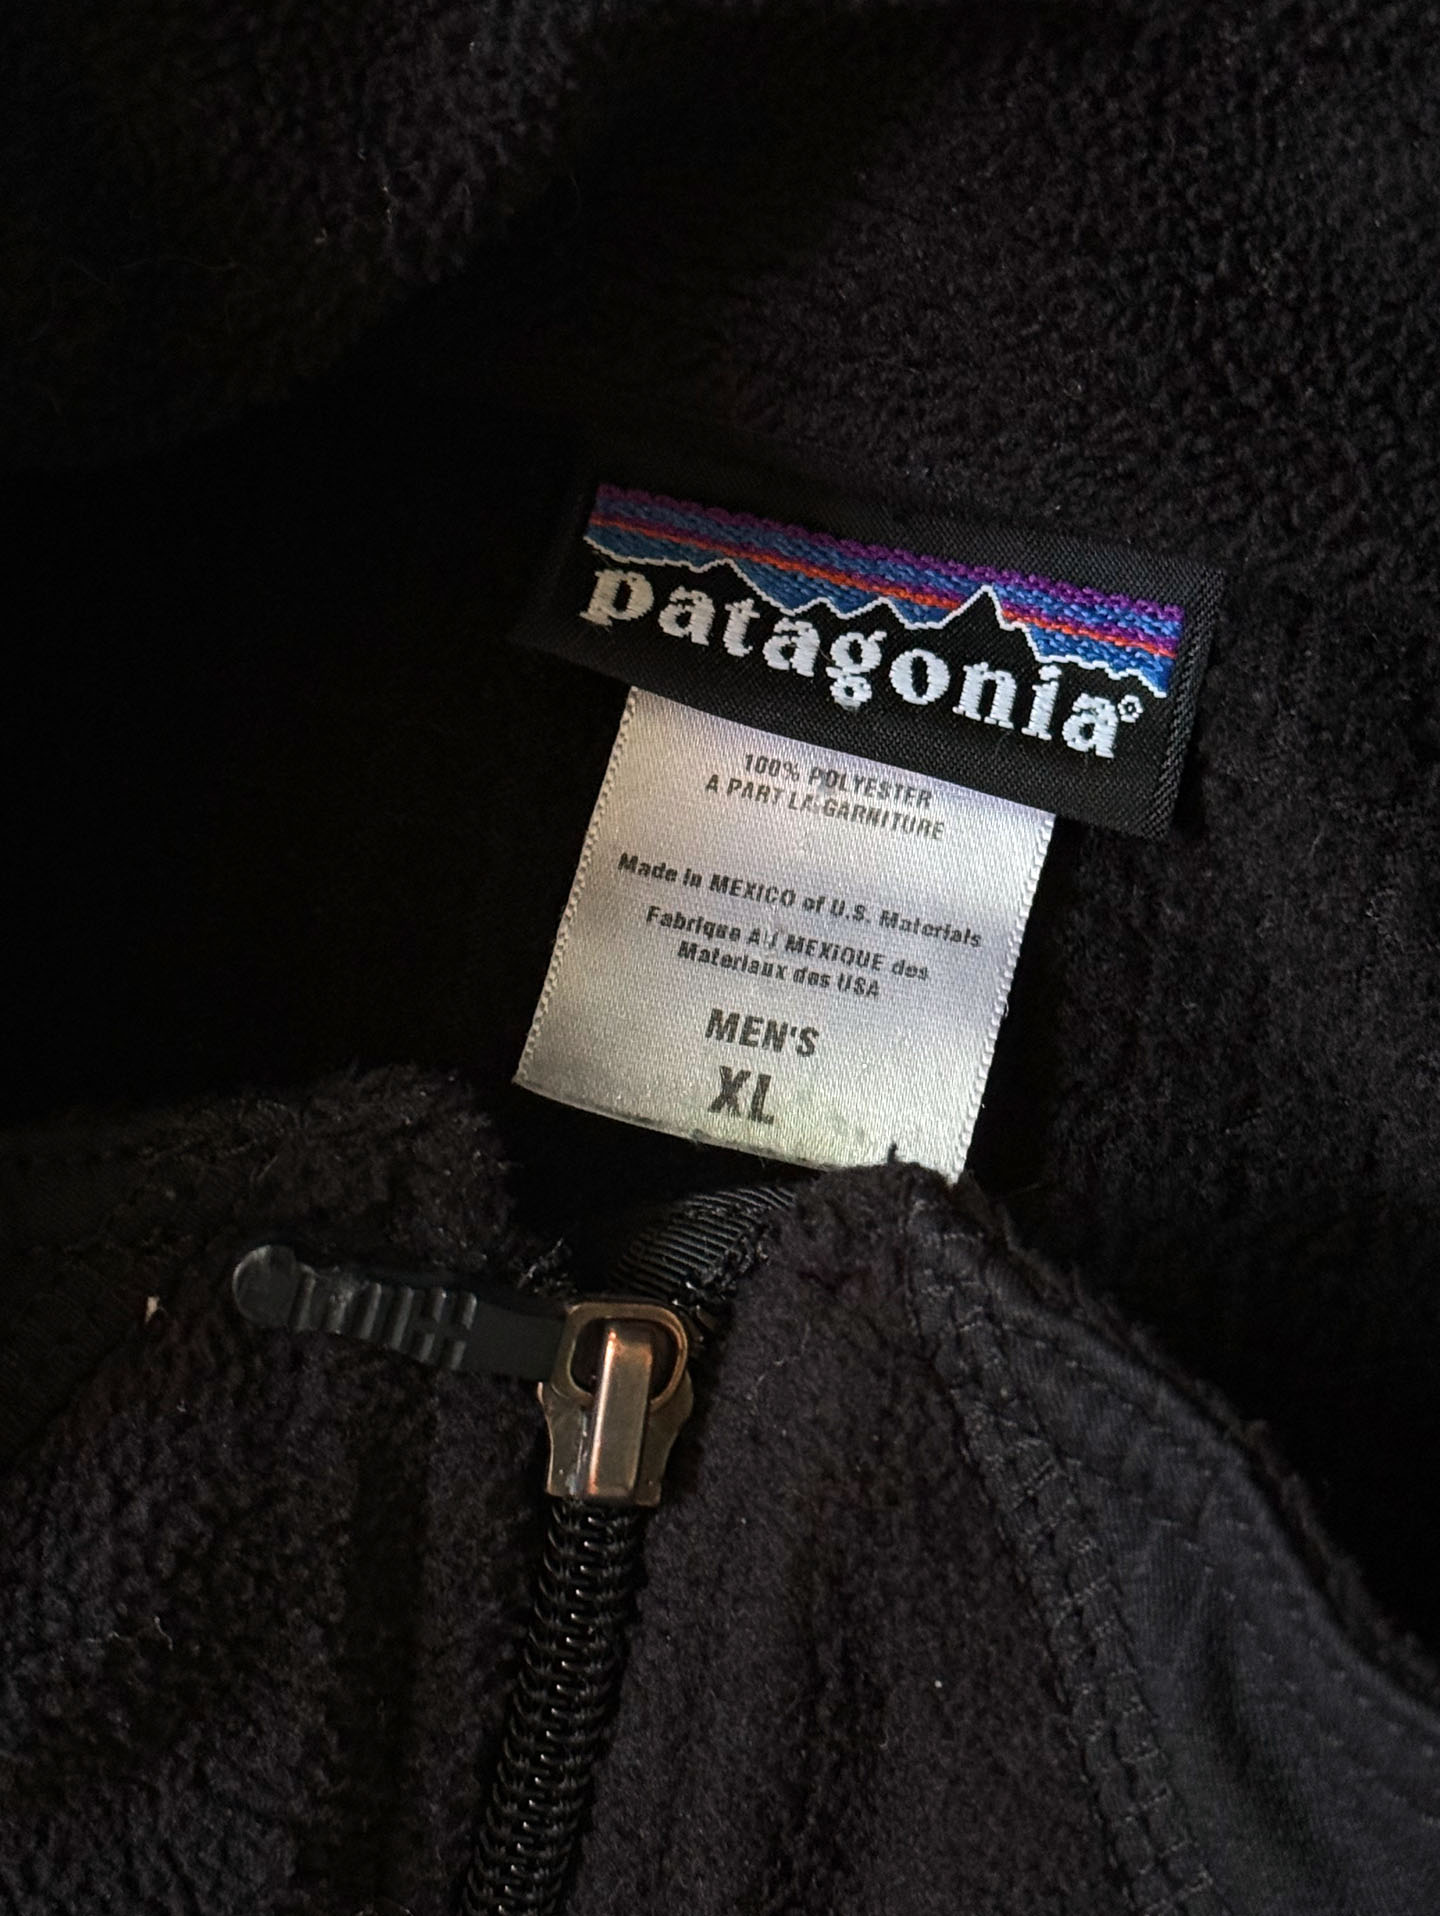 patagonia®
100% POLYESTER
A PART LA GARNITURE
Made in MEXICO of U.S. Materials
Fabrique AU MEXiQUE des
Materiaux des USA
MEN'S
XL